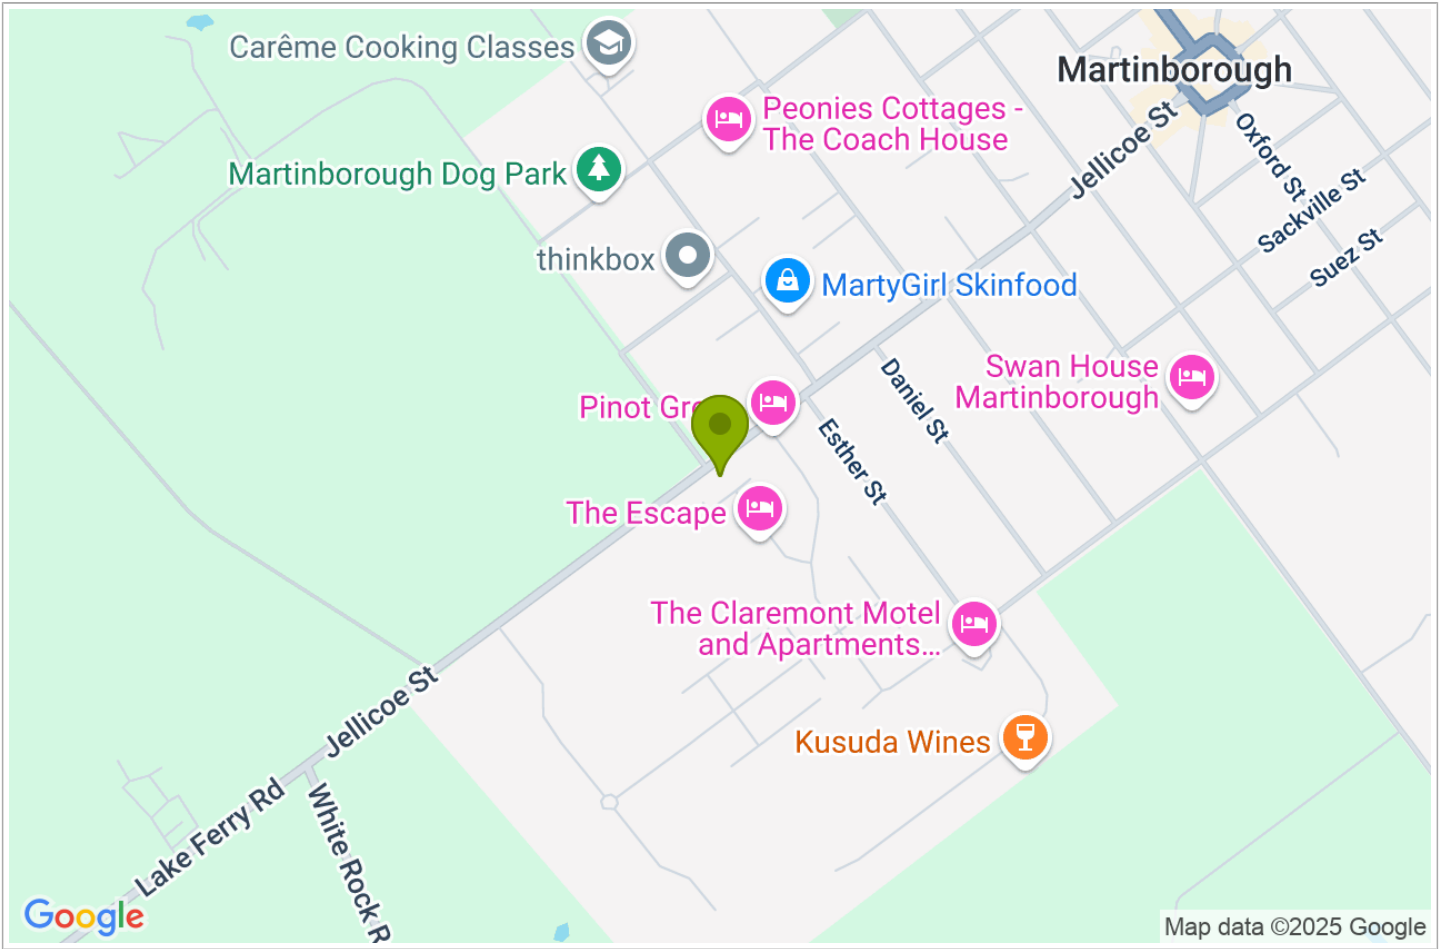 Carême Cooking Classes
Martinborough
Peonies Cottages -
The Coach House
Jellicoe St
Oxford St
Martinborough Dog Park
Sackville St
Suez St
thinkbox
MartyGirl Skinfood
Swan House
Martinborough
Daniel St
Pinot Gre
Esther St
The Escape
The Claremont Motel
and Apartments...
Jellicoe St
Kusuda Wines
Lake Ferry Rd
White Rock R
Google
Map data ©2025 Google